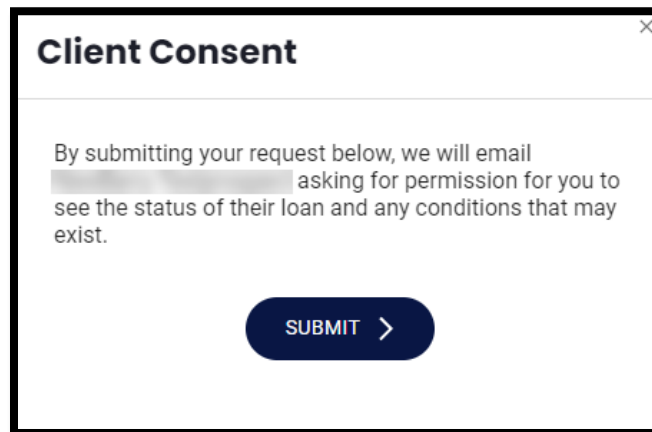 Client Consent
By submitting your request below, we will email
asking for permission for you to
see the status of their loan and any conditions that may
exist.
SUBMIT